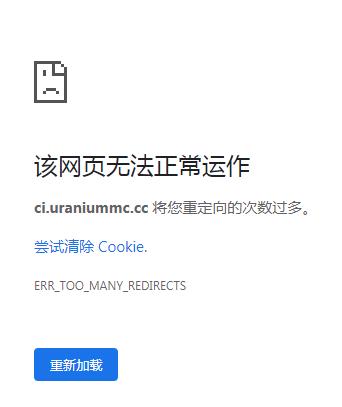 该网页无法正常运作
ci.uraniummc.cc 将您重定向的次数过多。
尝试清除 Cookie.
ERR_TOO_MANY_REDIRECTS
重新加载